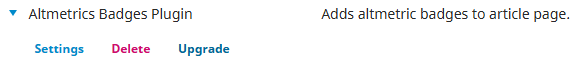 Altmetrics Badges Plugin Adds altmetric badges to article page.
Settings Delete Upgrade